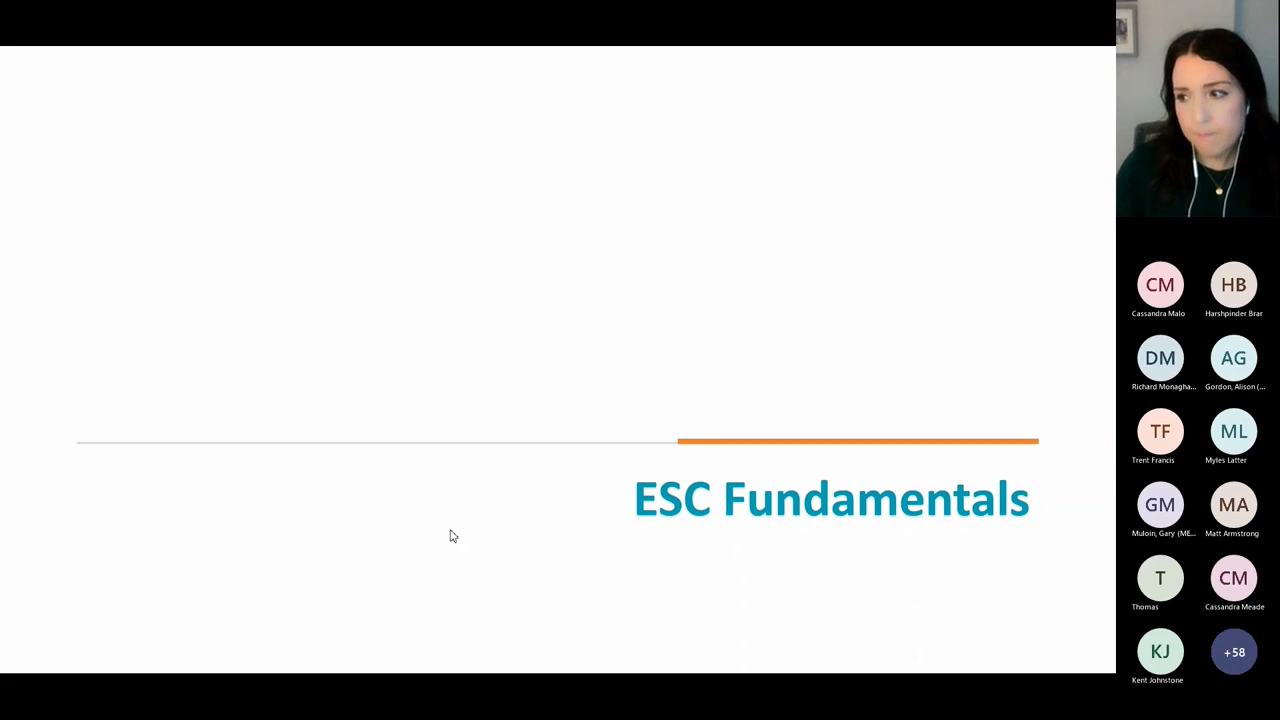 ESC Fundamentals
CM
HB
Cassandra Malo
Harshpinder Brar
DM
AG
Richard Monagha...
Gordon, Alison (...
TF
ML
Trent Francis
Myles Latter
GM
MA
Muloin, Gary (ME...
Matt Armstrong
T
CM
Thomas
Cassandra Meade
KJ
+58
Kent Johnstone